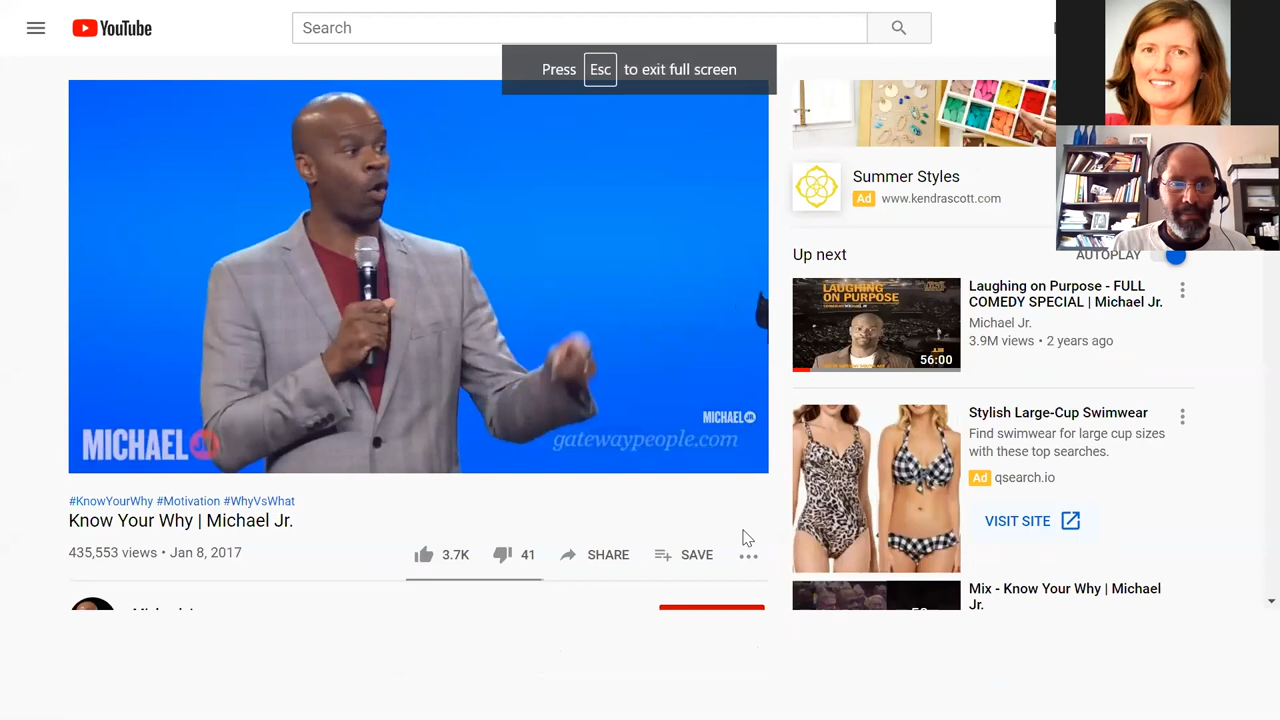 YouTube
Search
Press Esc to exit full screen
MICHAEL JR
MICHAEL JR
gatewaypeople.com
#KnowYourWhy #Motivation #WhyVsWhat
Know Your Why | Michael Jr.
435,553 views • Jan 8, 2017
3.7K
41
SHARE
SAVE
Summer Styles
Ad www.kendrascott.com
Up next
AUTOPLAY
LAUGHING
ON PURPOSE
56:00
Laughing on Purpose - FULL
COMEDY SPECIAL | Michael Jr.
Michael Jr.
3.9M views • 2 years ago
Stylish Large-Cup Swimwear
Find swimwear for large cup sizes
with these top searches.
Ad qsearch.io
VISIT SITE
Mix - Know Your Why | Michael
Jr.